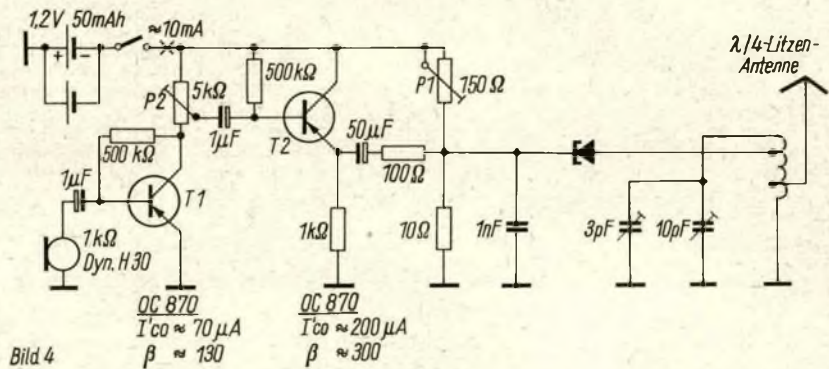 1,2V 50mAh
+ −
≈10mA
λ/4-Litzen-
Antenne
500kΩ
P2
5kΩ
1µF
T2
P1
150Ω
500kΩ
50µF
100Ω
1µF
T1
1kΩ
Dyn. H30
1kΩ
10Ω
1nF
3pF
10pF
OC 870
I'co ≈ 70µA
β ≈ 130
OC 870
I'co ≈ 200µA
β ≈ 300
Bild 4